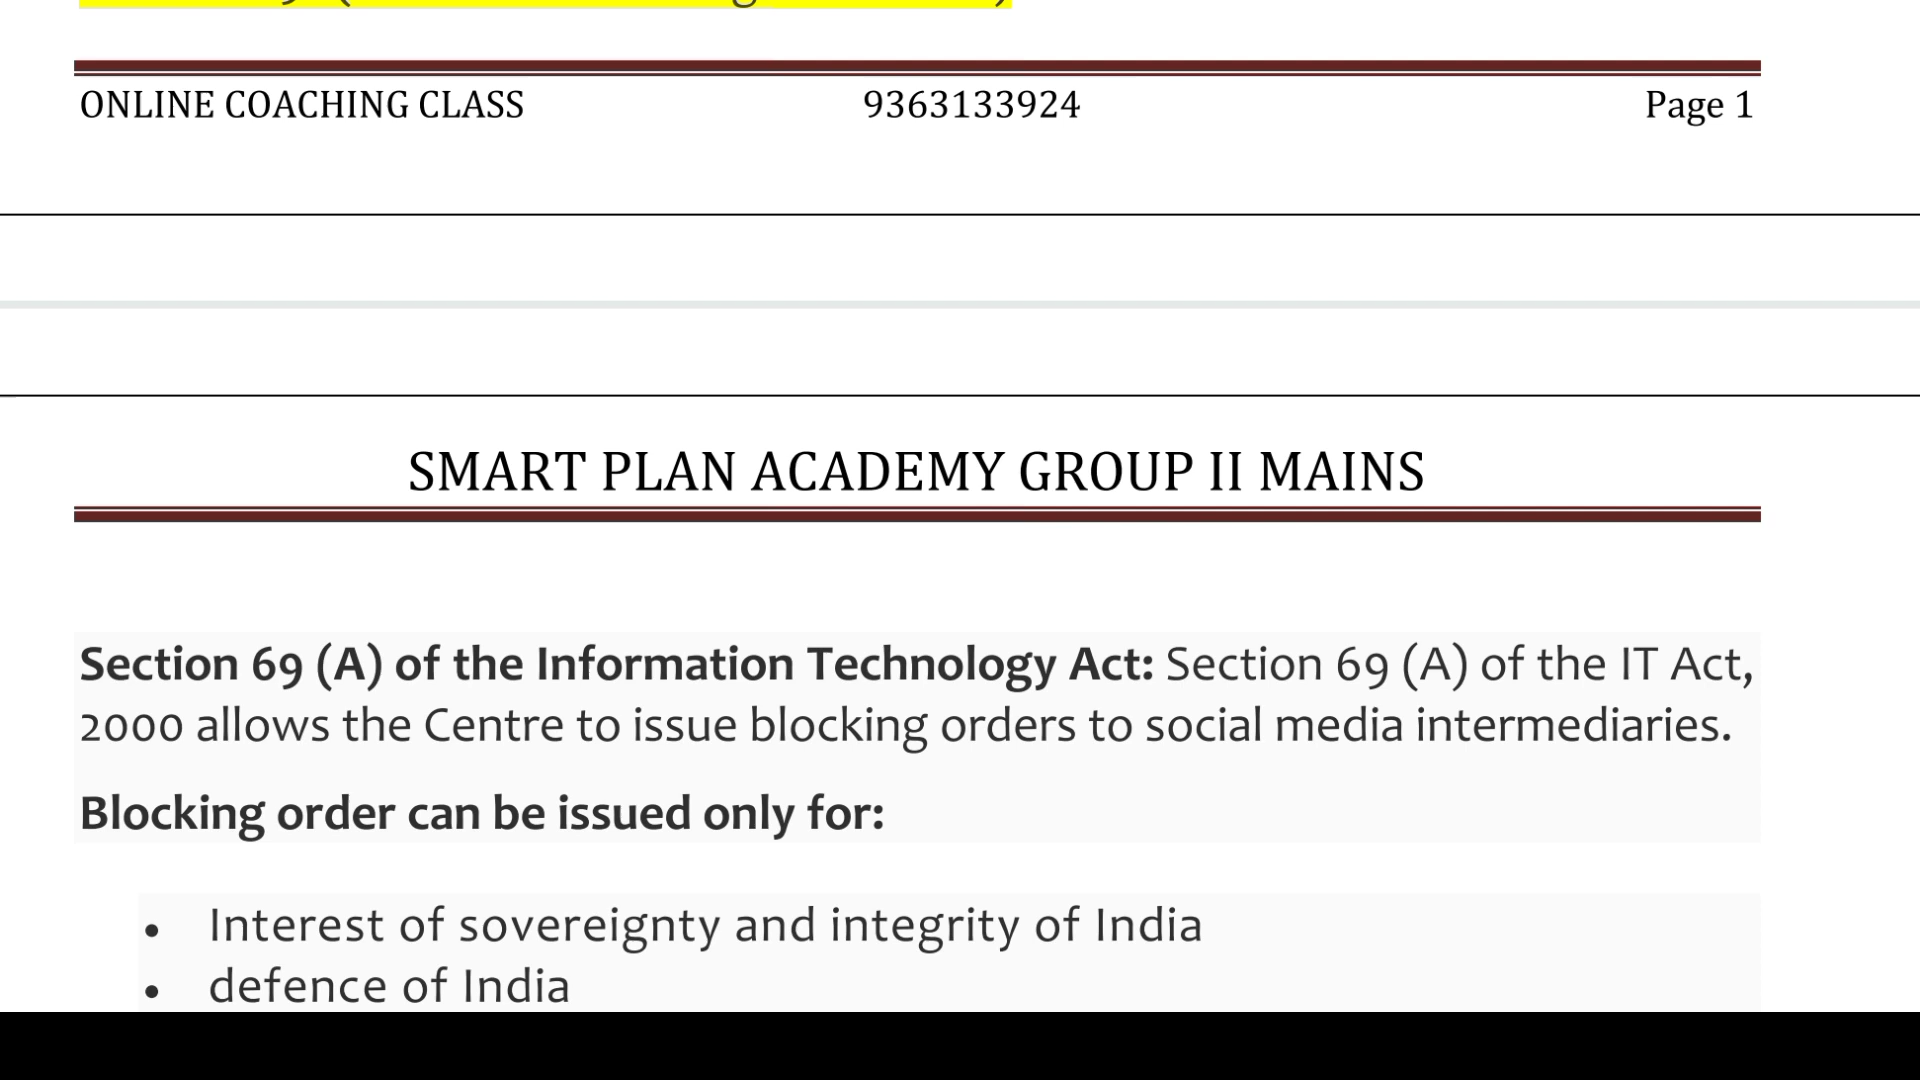 ONLINE COACHING CLASS 9363133924 Page 1
SMART PLAN ACADEMY GROUP II MAINS
Section 69 (A) of the Information Technology Act: Section 69 (A) of the IT Act,
2000 allows the Centre to issue blocking orders to social media intermediaries.
Blocking order can be issued only for:
• Interest of sovereignty and integrity of India
• defence of India